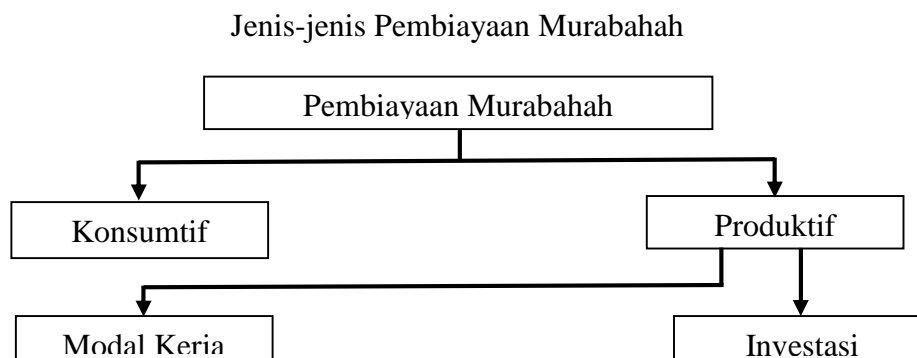 Jenis-jenis Pembiayaan Murabahah
Pembiayaan Murabahah
Konsumtif
Produktif
Modal Kerja
Investasi